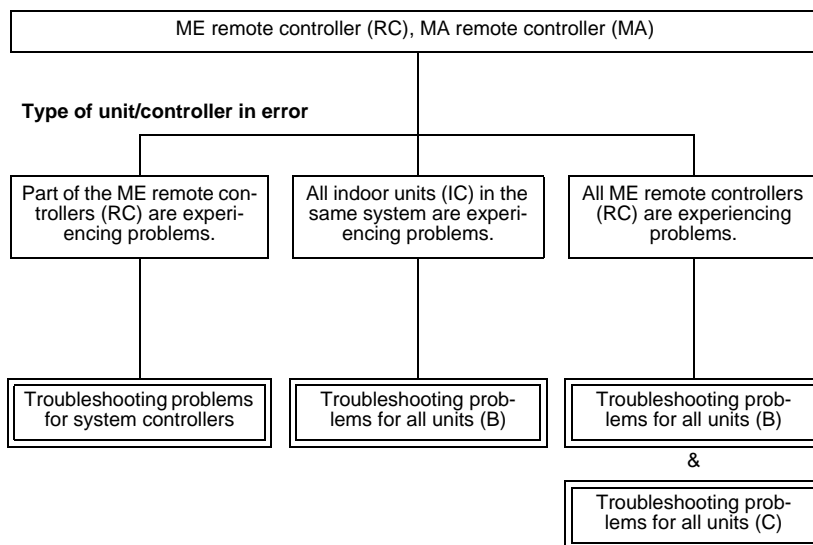 ME remote controller (RC), MA remote controller (MA)
Type of unit/controller in error
Part of the ME remote con-
trollers (RC) are experi-
encing problems.
All indoor units (IC) in the
same system are experi-
encing problems.
All ME remote controllers
(RC) are experiencing
problems.
Troubleshooting problems
for system controllers
Troubleshooting prob-
lems for all units (B)
Troubleshooting prob-
lems for all units (B)
&
Troubleshooting prob-
lems for all units (C)